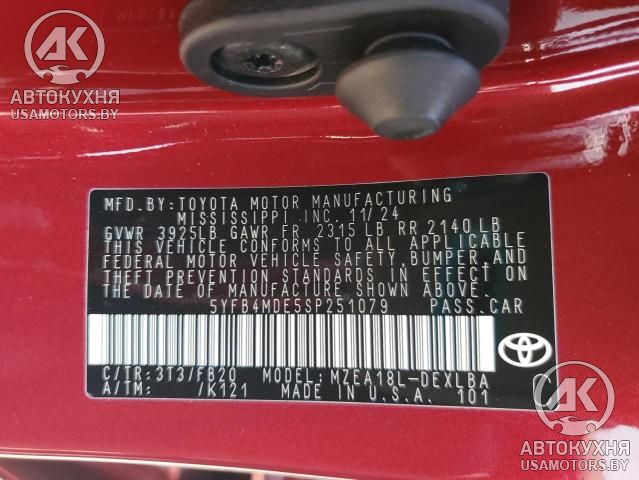 AK
АВТОКУХНЯ
USAMOTORS.BY
MFD.BY:TOYOTA MOTOR MANUFACTURING
MISSISSIPPI INC. 11/24
GVWR 3925LB GAWR FR 2315 LB RR 2140 LB
THIS VEHICLE CONFORMS TO ALL APPLICABLE
FEDERAL MOTOR VEHICLE SAFETY, BUMPER, AND
THEFT PREVENTION STANDARDS IN EFFECT ON
THE DATE OF MANUFACTURE SHOWN ABOVE.
5YFB4MDE5SP251079 PASS.CAR
C/TR:3T3/FB20 MODEL:MZEA18L-DEXLBA
A/TM: /K121 MADE IN U.S.A. 101
AK
АВТОКУХНЯ
USAMOTORS.BY